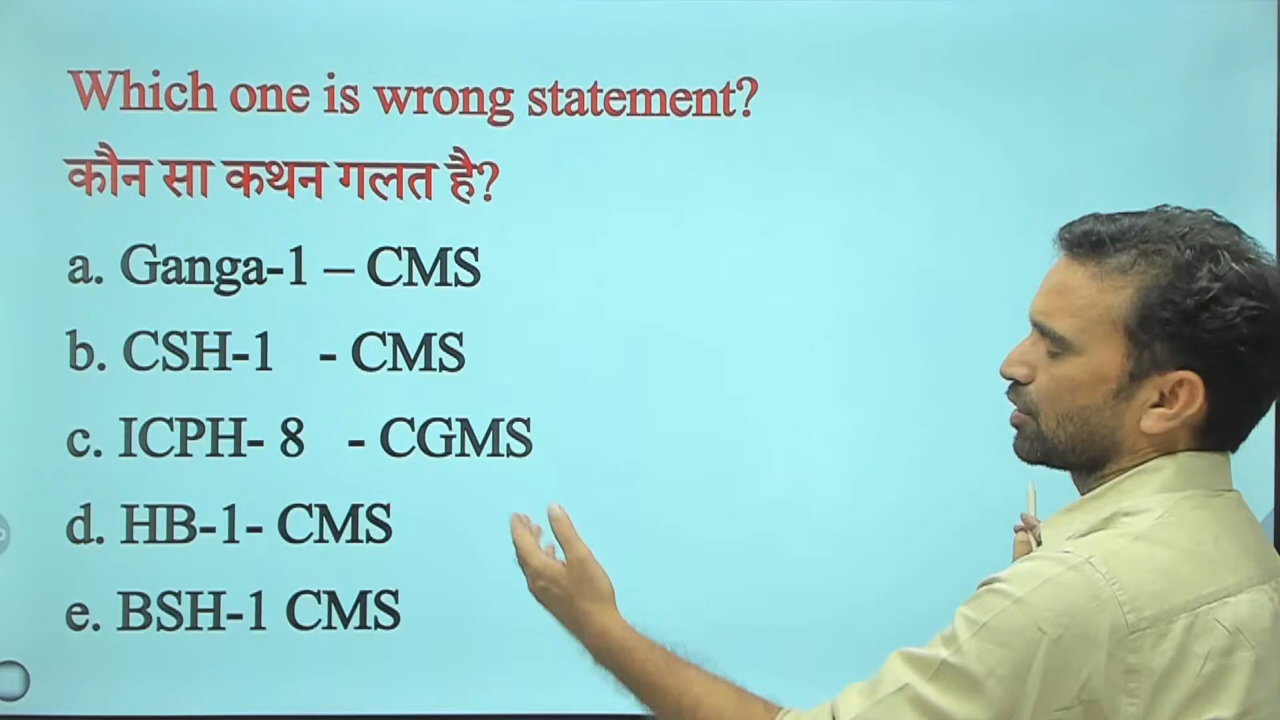 Which one is wrong statement?
कौन सा कथन गलत है?
a. Ganga-1 – CMS
b. CSH-1 - CMS
c. ICPH- 8 - CGMS
d. HB-1- CMS
e. BSH-1 CMS